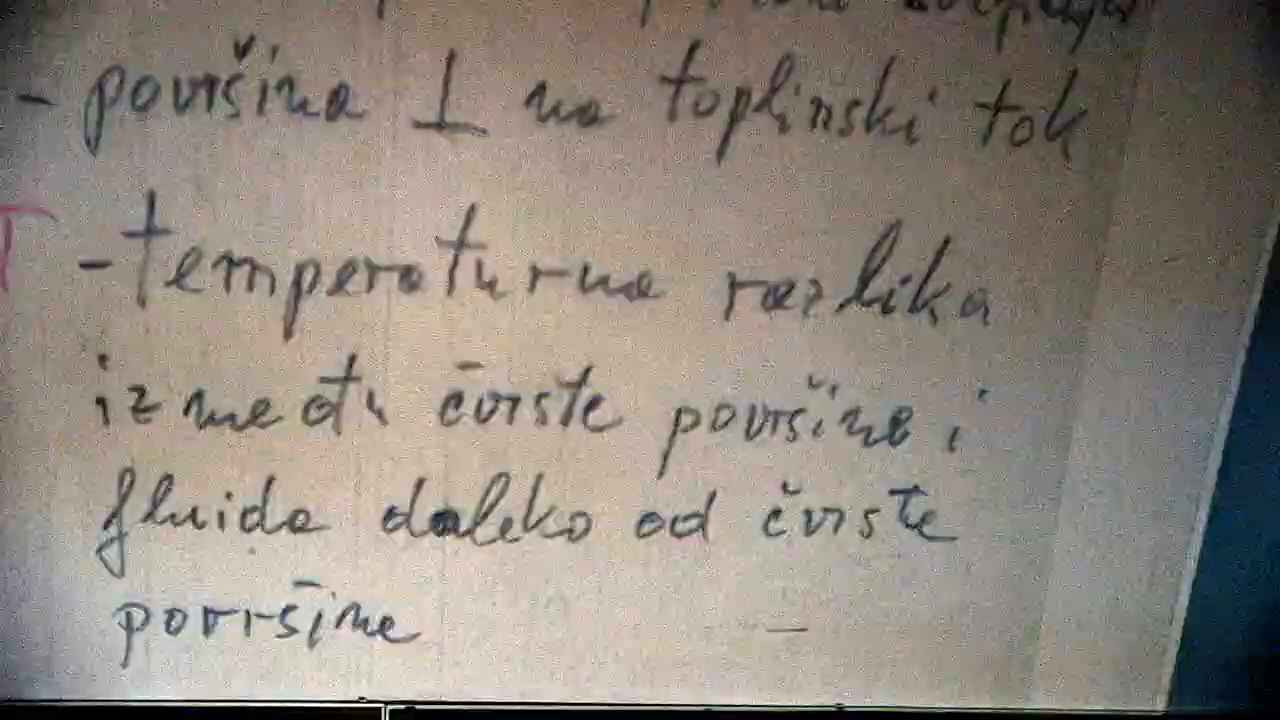 - površina ⊥ na toplinski tok
- temperaturna razlika
između čvrste površine i
fluida daleko od čvrste
površine